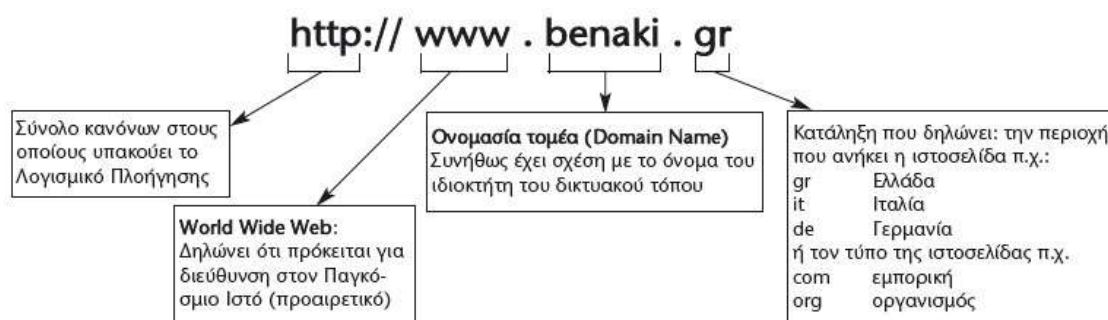 http:// www . benaki . gr
Σύνολο κανόνων στους
οποίους υπακούει το
Λογισμικό Πλοήγησης
World Wide Web:
Δηλώνει ότι πρόκειται για
διεύθυνση στον Παγκό-
σμιο Ιστό (προαιρετικό)
Ονομασία τομέα (Domain Name)
Συνήθως έχει σχέση με το όνομα του
ιδιοκτήτη του δικτυακού τόπου
Κατάληξη που δηλώνει: την περιοχή
που ανήκει η ιστοσελίδα π.χ.:
gr Ελλάδα
it Ιταλία
de Γερμανία
ή τον τύπο της ιστοσελίδας π.χ.
com εμπορική
org οργανισμός